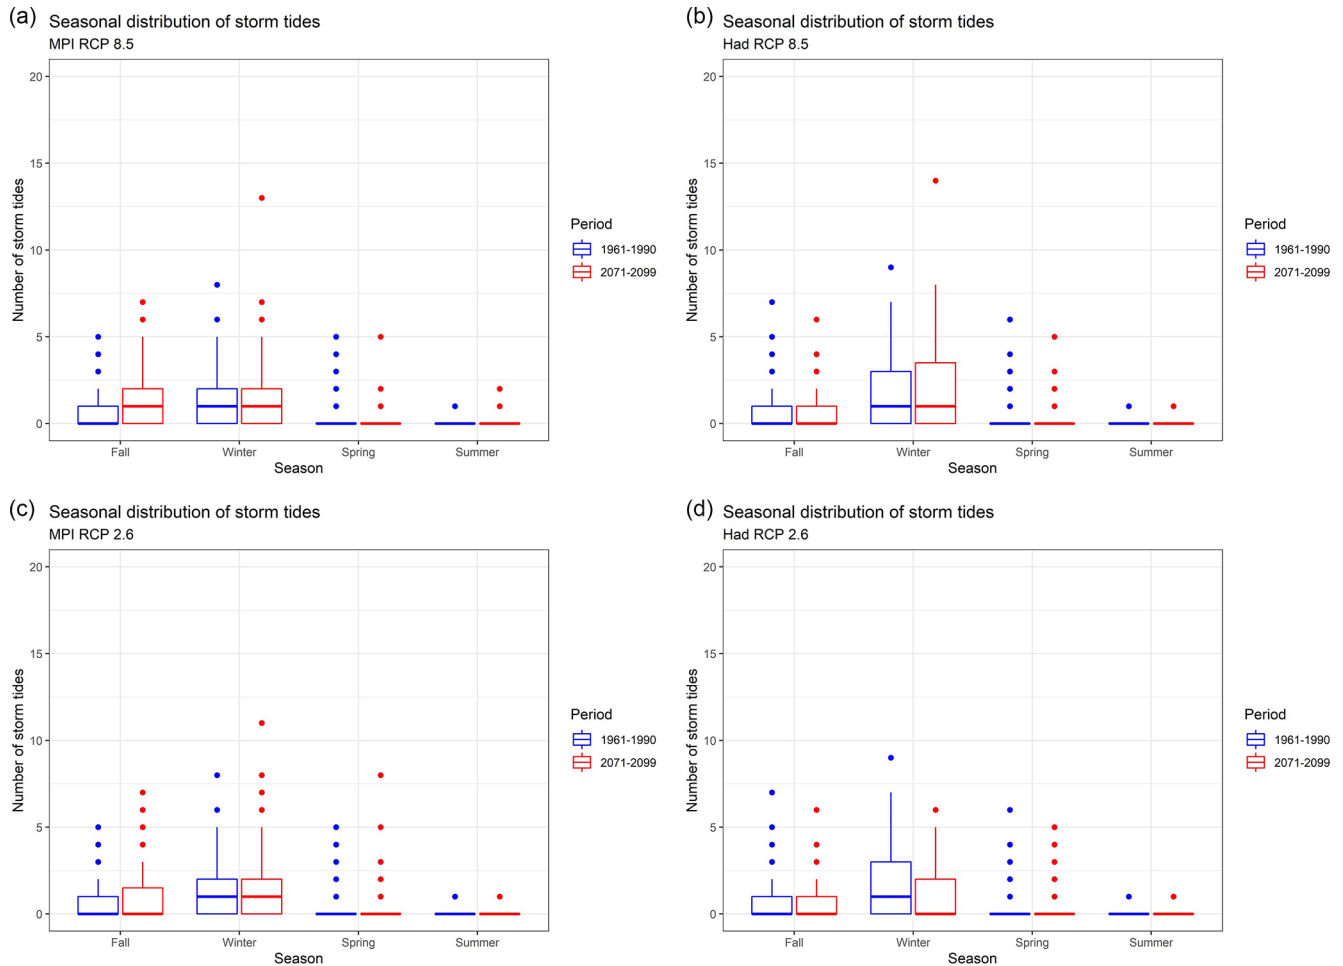 (a) Seasonal distribution of storm tides
MPI RCP 8.5
20
15
10
5
0
Number of storm tides
Fall Winter Spring Summer
Season
Period
1961-1990
2071-2099
(b) Seasonal distribution of storm tides
Had RCP 8.5
20
15
10
5
0
Number of storm tides
Fall Winter Spring Summer
Season
Period
1961-1990
2071-2099
(c) Seasonal distribution of storm tides
MPI RCP 2.6
20
15
10
5
0
Number of storm tides
Fall Winter Spring Summer
Season
Period
1961-1990
2071-2099
(d) Seasonal distribution of storm tides
Had RCP 2.6
20
15
10
5
0
Number of storm tides
Fall Winter Spring Summer
Season
Period
1961-1990
2071-2099